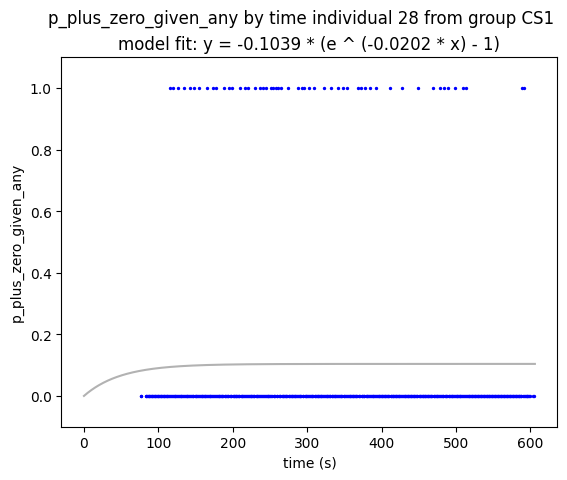 p_plus_zero_given_any by time individual 28 from group CS1
model fit: y = -0.1039 * (e ^ (-0.0202 * x) - 1)
1.0
0.8
0.6
0.4
0.2
0.0
p_plus_zero_given_any
0 100 200 300 400 500 600
time (s)